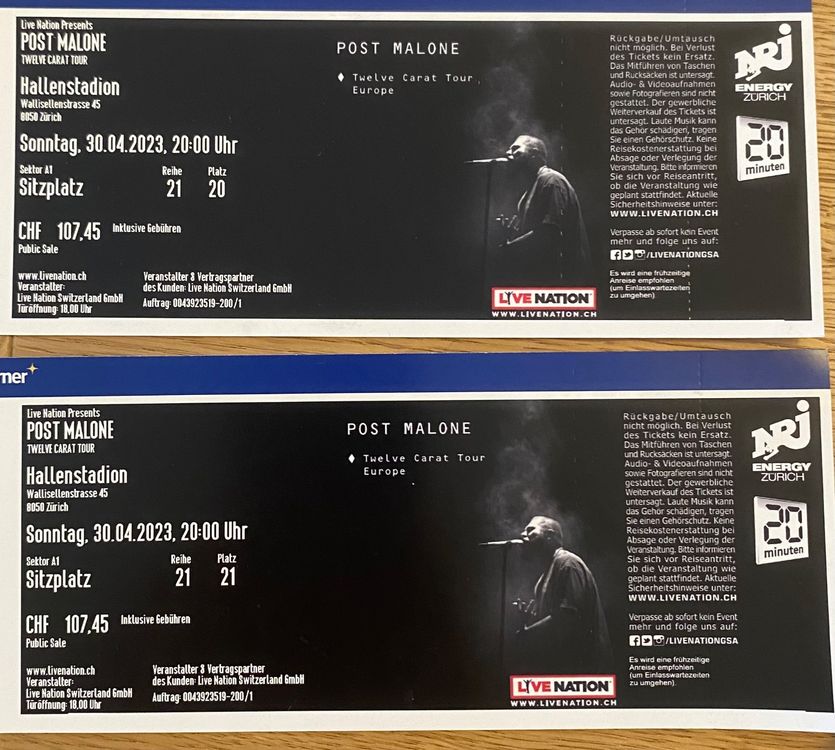 Live Nation Presents
POST MALONE
TWELVE CARAT TOUR
Hallenstadion
Wallisellenstrasse 45
8050 Zürich
Sonntag, 30.04.2023, 20:00 Uhr
Sektor A1 Reihe Platz
Sitzplatz 21 20
CHF 107,45 Inklusive Gebühren
Public Sale
www.livenation.ch
Veranstalter:
Live Nation Switzerland GmbH
Türöffnung: 18.00 Uhr
Veranstalter & Vertragspartner
des Kunden: Live Nation Switzerland GmbH
Auftrag: 0043923519-200/1
POST MALONE
Twelve Carat Tour
Europe
LIVE NATION
WWW.LIVENATION.CH
Rückgabe/Umtausch
nicht möglich. Bei Verlust
des Tickets kein Ersatz.
Das Mitführen von Taschen
und Rucksäcken ist untersagt.
Audio- & Videoaufnahmen
sowie Fotografieren sind nicht
gestattet. Der gewerbliche
Weiterverkauf des Tickets ist
untersagt. Laute Musik kann
das Gehör schädigen, tragen
Sie einen Gehörschutz. Keine
Reisekostenerstattung bei
Absage oder Verlegung der
Veranstaltung. Bitte informieren
Sie sich vor Reiseantritt,
ob die Veranstaltung wie
geplant stattfindet. Aktuelle
Sicherheitshinweise unter:
WWW.LIVENATION.CH
Verpasse ab sofort kein Event
mehr und folge uns auf:
/LIVENATIONGSA
Es wird eine frühzeitige
Anreise empfohlen
(um Einlasswartezeiten
zu umgehen).
NRJ
ENERGY
ZÜRICH
20
minuten
rner
Live Nation Presents
POST MALONE
TWELVE CARAT TOUR
Hallenstadion
Wallisellenstrasse 45
8050 Zürich
Sonntag, 30.04.2023, 20:00 Uhr
Sektor A1 Reihe Platz
Sitzplatz 21 21
CHF 107,45 Inklusive Gebühren
Public Sale
www.livenation.ch
Veranstalter:
Live Nation Switzerland GmbH
Türöffnung: 18.00 Uhr
Veranstalter & Vertragspartner
des Kunden: Live Nation Switzerland GmbH
Auftrag: 0043923519-200/1
POST MALONE
Twelve Carat Tour
Europe
LIVE NATION
WWW.LIVENATION.CH
Rückgabe/Umtausch
nicht möglich. Bei Verlust
des Tickets kein Ersatz.
Das Mitführen von Taschen
und Rucksäcken ist untersagt.
Audio- & Videoaufnahmen
sowie Fotografieren sind nicht
gestattet. Der gewerbliche
Weiterverkauf des Tickets ist
untersagt. Laute Musik kann
das Gehör schädigen, tragen
Sie einen Gehörschutz. Keine
Reisekostenerstattung bei
Absage oder Verlegung der
Veranstaltung. Bitte informieren
Sie sich vor Reiseantritt,
ob die Veranstaltung wie
geplant stattfindet. Aktuelle
Sicherheitshinweise unter:
WWW.LIVENATION.CH
Verpasse ab sofort kein Event
mehr und folge uns auf:
/LIVENATIONGSA
Es wird eine frühzeitige
Anreise empfohlen
(um Einlasswartezeiten
zu umgehen).
NRJ
ENERGY
ZÜRICH
20
minuten